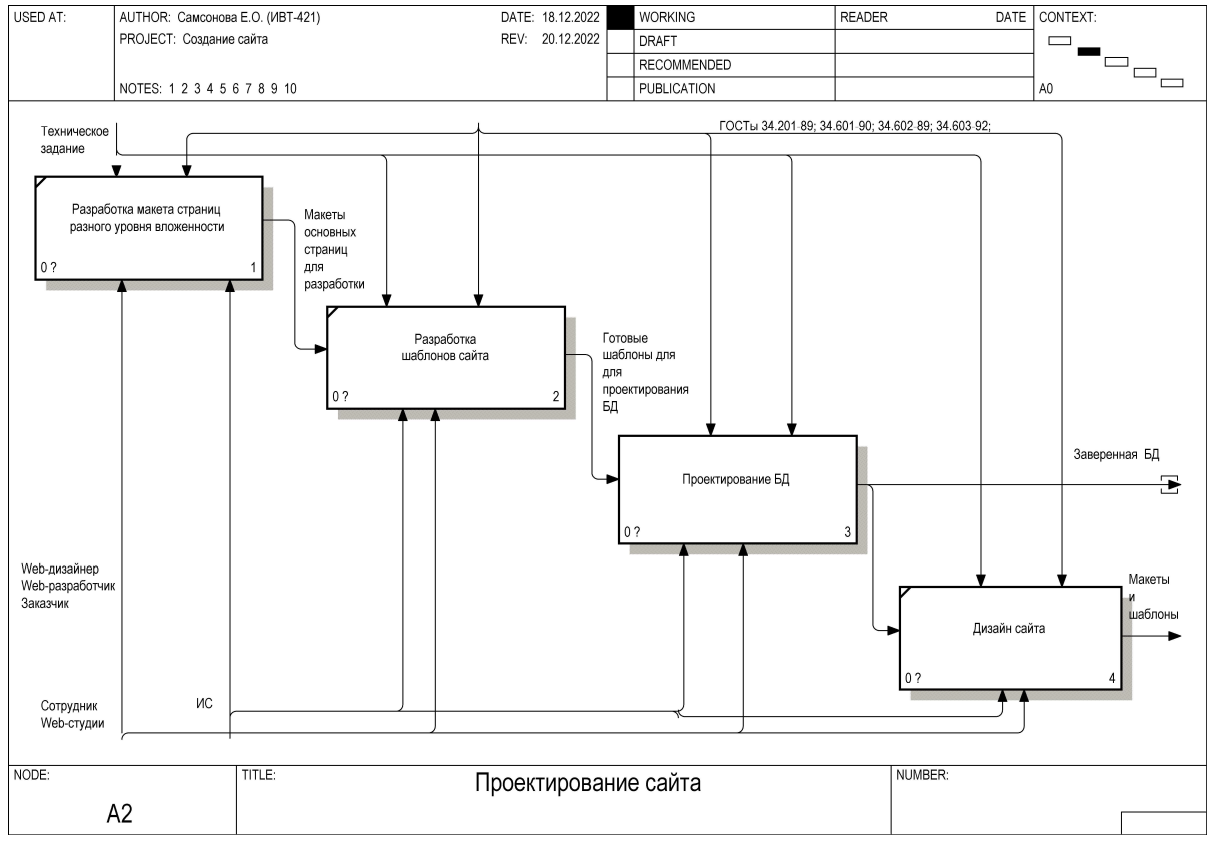 USED AT:
AUTHOR: Самсонова Е.О. (ИВТ-421)
DATE: 18.12.2022
WORKING
READER
DATE
CONTEXT:
PROJECT: Создание сайта
REV: 20.12.2022
DRAFT
RECOMMENDED
NOTES: 1 2 3 4 5 6 7 8 9 10
PUBLICATION
A0
Техническое
задание
ГОСТы 34.201-89; 34.601-90; 34.602-89; 34.603-92;
Разработка макета страниц
разного уровня вложенности
0 ?
1
Макеты
основных
страниц
для
разработки
Разработка
шаблонов сайта
0 ?
2
Готовые
шаблоны для
для
проектирования
БД
Проектирование БД
0 ?
3
Заверенная БД
Web-дизайнер
Web-разработчик
Заказчик
Дизайн сайта
0 ?
4
Макеты
и
шаблоны
Сотрудник
Web-студии
ИС
NODE:
A2
TITLE:
Проектирование сайта
NUMBER: